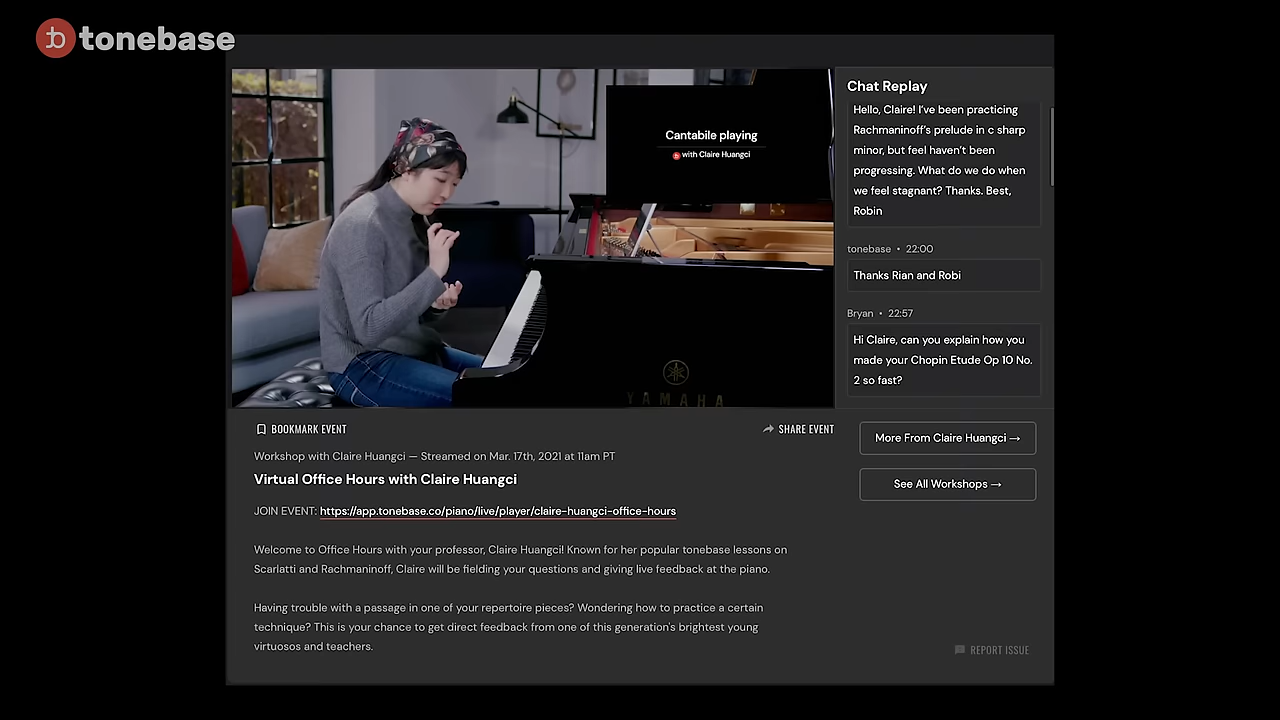 tonebase
Cantabile playing
with Claire Huangci
YAMAHA
Chat Replay
Hello, Claire! I've been practicing
Rachmaninoff's prelude in c sharp
minor, but feel haven't been
progressing. What do we do when
we feel stagnant? Thanks. Best,
Robin
tonebase • 22:00
Thanks Rian and Robi
Bryan • 22:57
Hi Claire, can you explain how you
made your Chopin Etude Op 10 No.
2 so fast?
BOOKMARK EVENT
SHARE EVENT
Workshop with Claire Huangci — Streamed on Mar. 17th, 2021 at 11am PT
Virtual Office Hours with Claire Huangci
JOIN EVENT: https://app.tonebase.co/piano/live/player/claire-huangci-office-hours
Welcome to Office Hours with your professor, Claire Huangci! Known for her popular tonebase lessons on
Scarlatti and Rachmaninoff, Claire will be fielding your questions and giving live feedback at the piano.
Having trouble with a passage in one of your repertoire pieces? Wondering how to practice a certain
technique? This is your chance to get direct feedback from one of this generation's brightest young
virtuosos and teachers.
More From Claire Huangci →
See All Workshops →
REPORT ISSUE